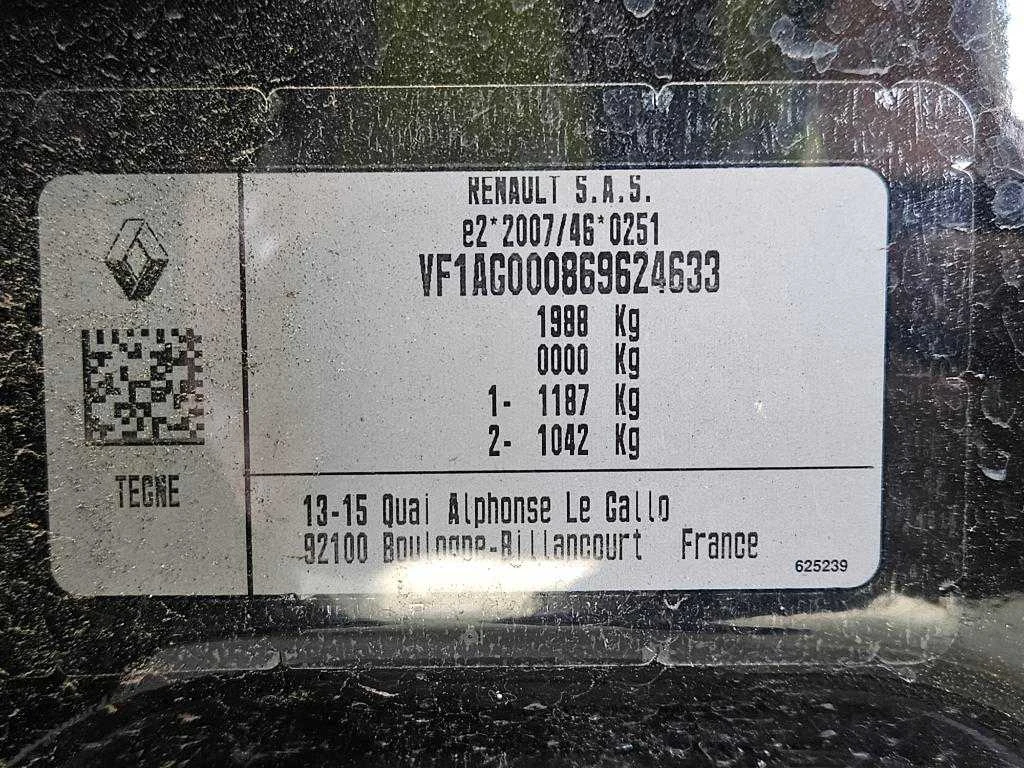 RENAULT S.A.S.
e2*2007/46*0251
VF1AG000869624633
1988 Kg
0000 Kg
1- 1187 Kg
2- 1042 Kg
TECNE
13-15 Quai Alphonse Le Gallo
92100 Boulogne-Billancourt France
625239